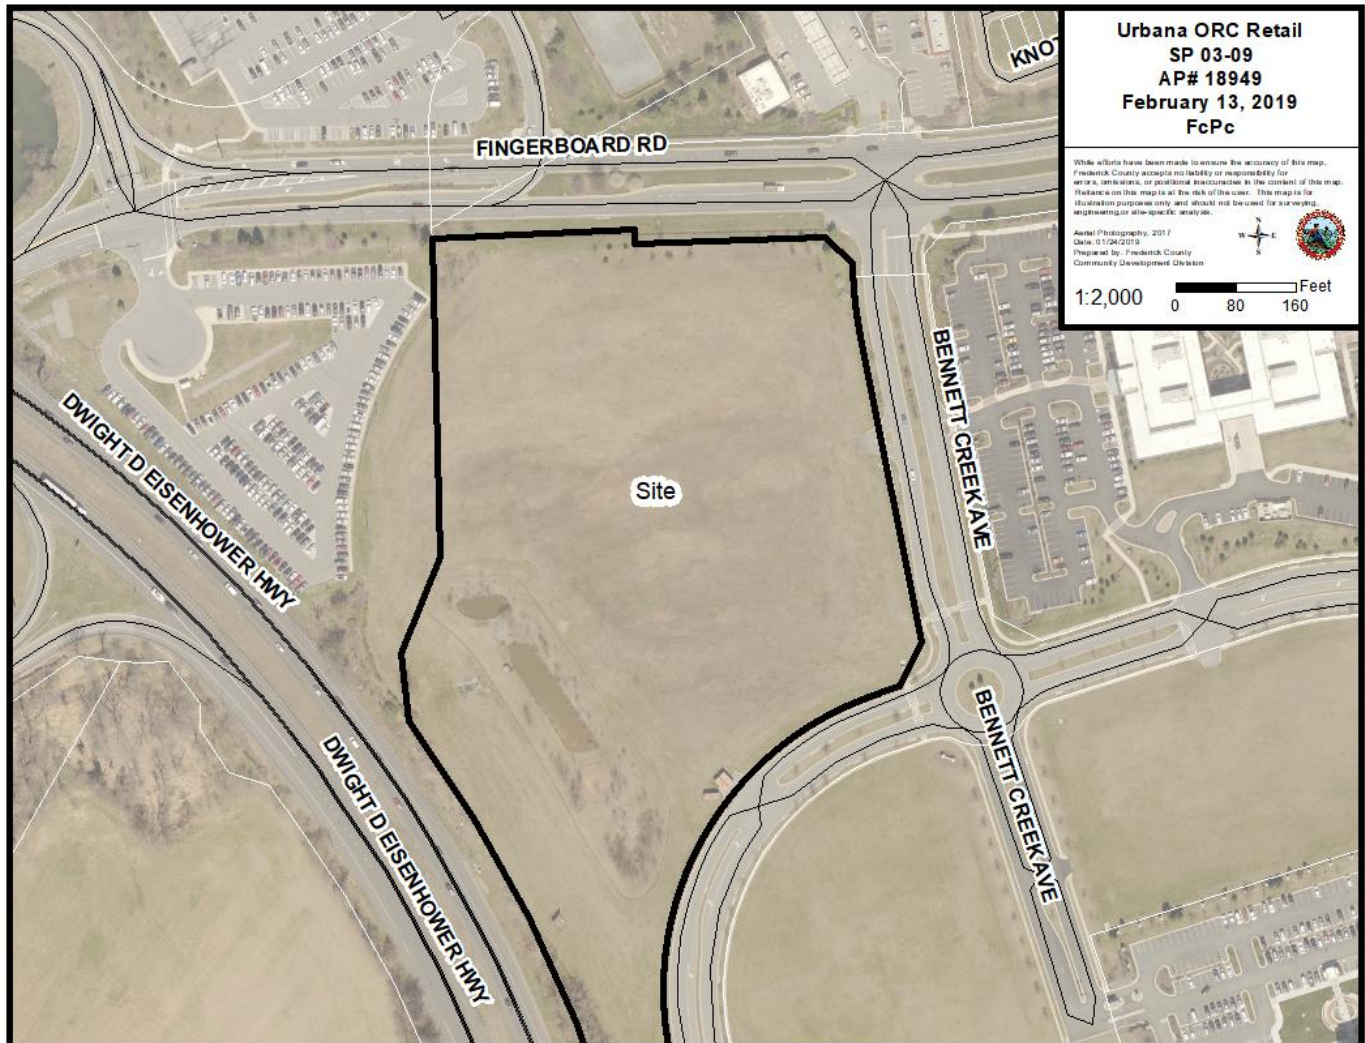 Urbana ORC Retail
SP 03-09
AP# 18949
February 13, 2019
FcPc
While efforts have been made to ensure the accuracy of this map,
Frederick County accepts no liability or responsibility for
errors, omissions, or positional inaccuracies in the content of this map.
Reliance on this map is at the risk of the user. This map is for
illustration purposes only and should not be used for surveying,
engineering, or site-specific analysis.
Aerial Photography, 2017
Date: 01/24/2019
Prepared by: Frederick County
Community Development Division
N
W E
S
1:2,000
Feet
0 80 160
KNO
FINGERBOARD RD
BENNETT CREEK AVE
DWIGHT D EISENHOWER HWY
Site
BENNETT CREEK AVE
DWIGHT D EISENHOWER HWY